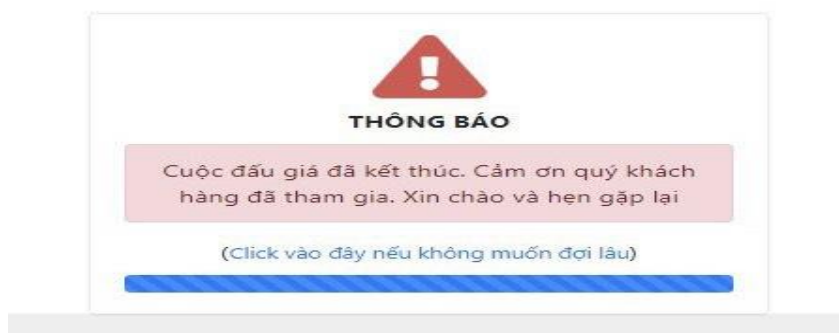 THÔNG BÁO
Cuộc đấu giá đã kết thúc. Cảm ơn quý khách
hàng đã tham gia. Xin chào và hẹn gặp lại
(Click vào đây nếu không muốn đợi lâu)